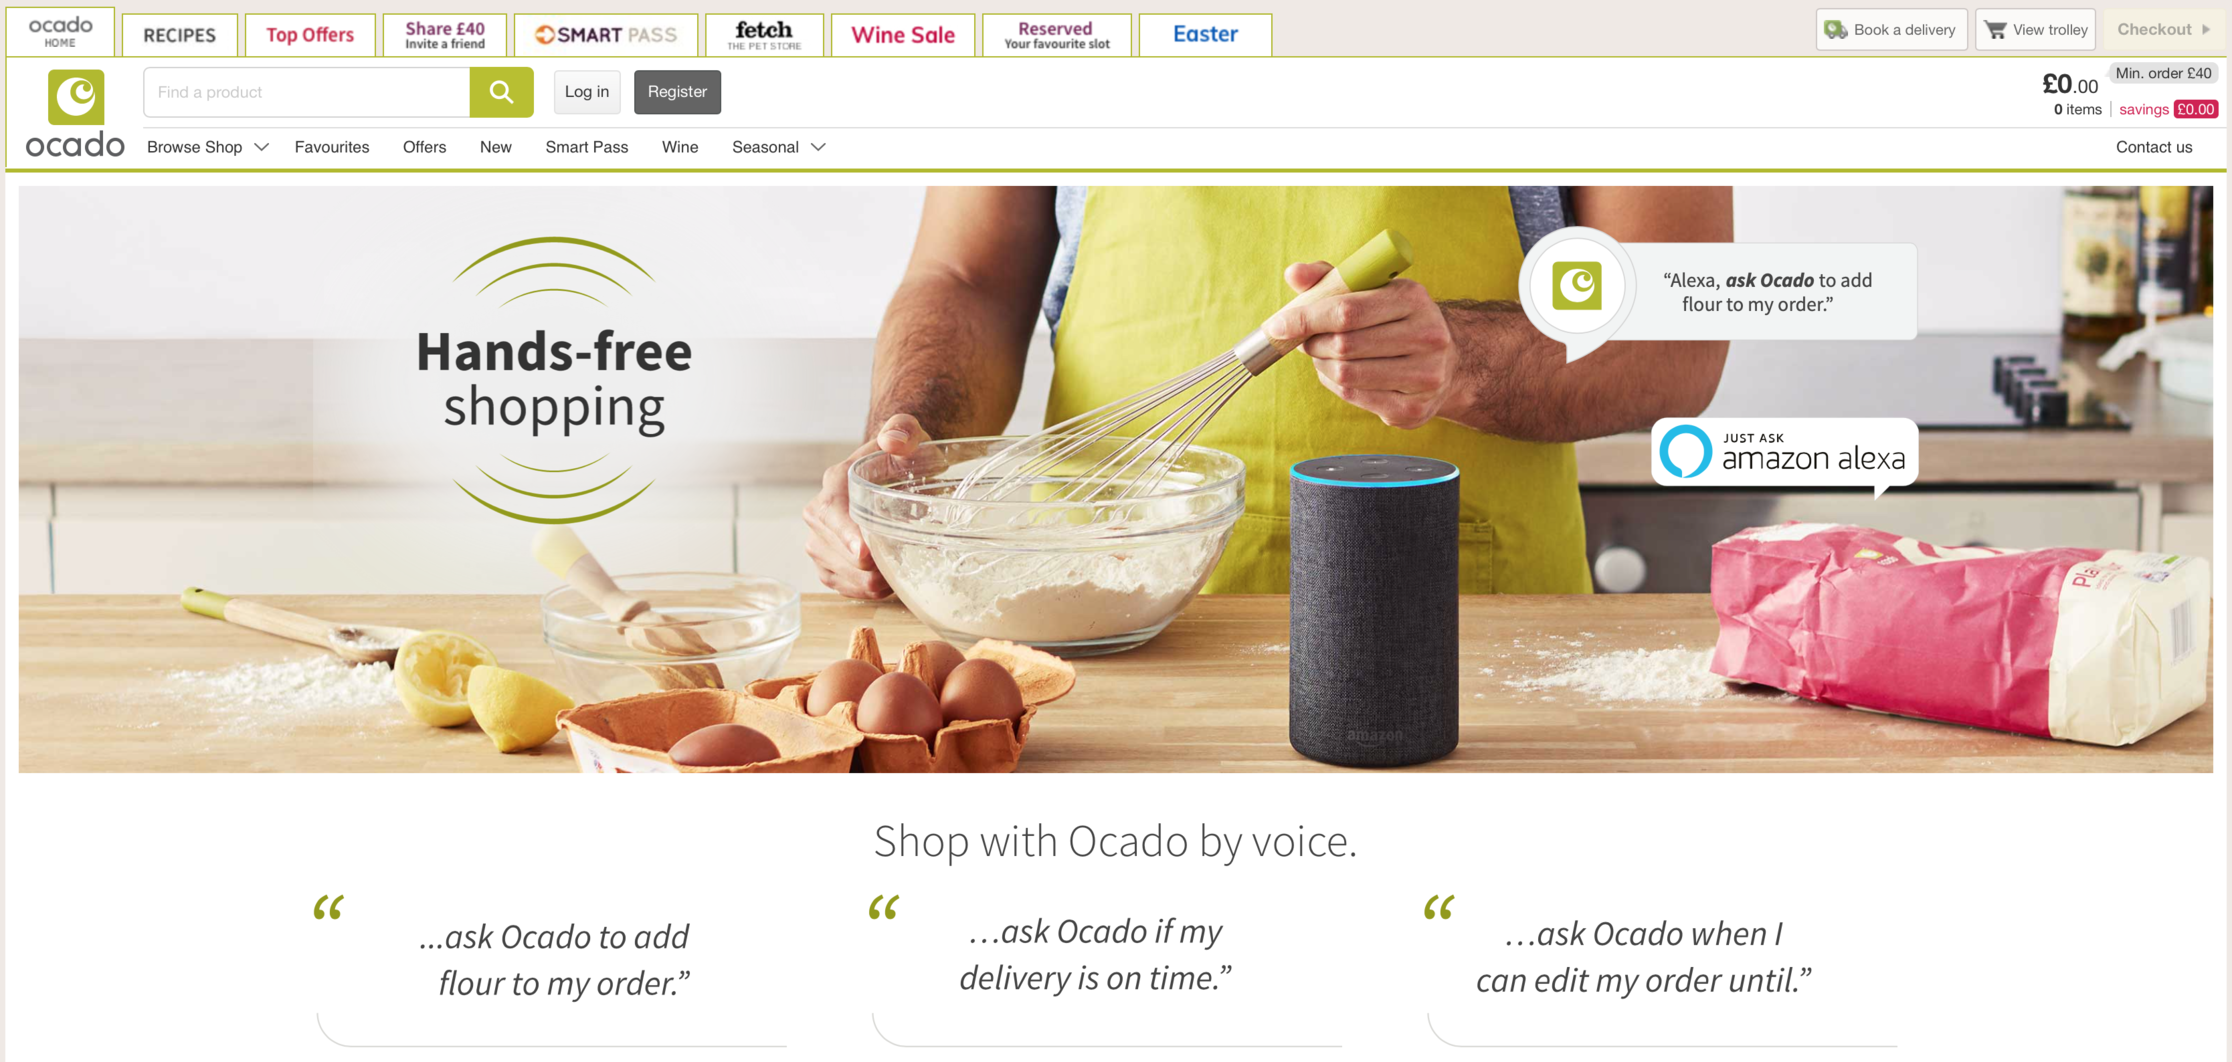 ocado
HOME
RECIPES
Top Offers
Share £40
Invite a friend
SMART PASS
fetch
THE PET STORE
Wine Sale
Reserved
Your favourite slot
Easter
Book a delivery
View trolley
Checkout
ocado
Find a product
Log in
Register
£0.00
Min. order £40
0 items
savings £0.00
Browse Shop
Favourites
Offers
New
Smart Pass
Wine
Seasonal
Contact us
Hands-free
shopping
“Alexa, ask Ocado to add
flour to my order.”
JUST ASK
amazon alexa
amazon
Shop with Ocado by voice.
“
...ask Ocado to add
flour to my order.”
“
...ask Ocado if my
delivery is on time.”
“
...ask Ocado when I
can edit my order until.”